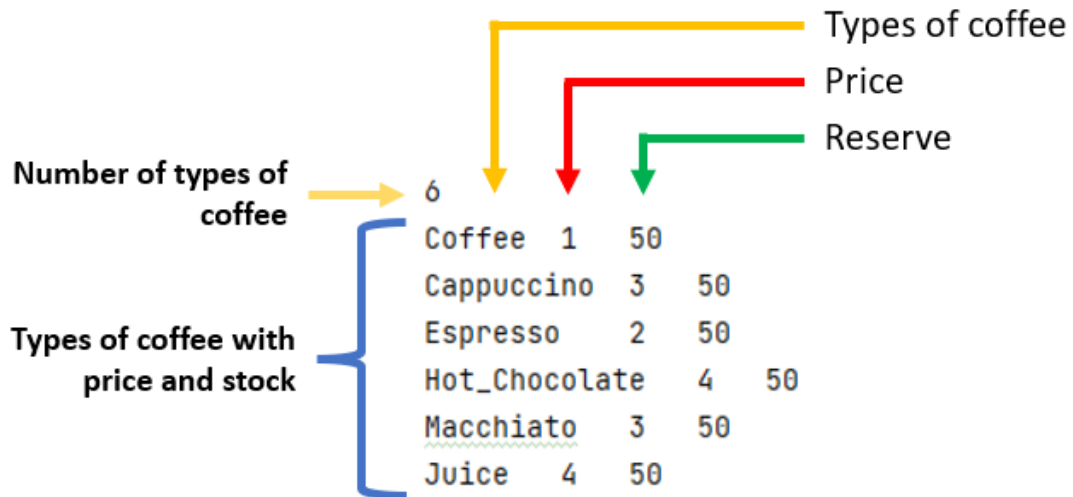 Types of coffee
Price
Reserve
Number of types of
coffee
6
Coffee 1 50
Cappuccino 3 50
Espresso 2 50
Hot_Chocolate 4 50
Macchiato 3 50
Juice 4 50
Types of coffee with
price and stock